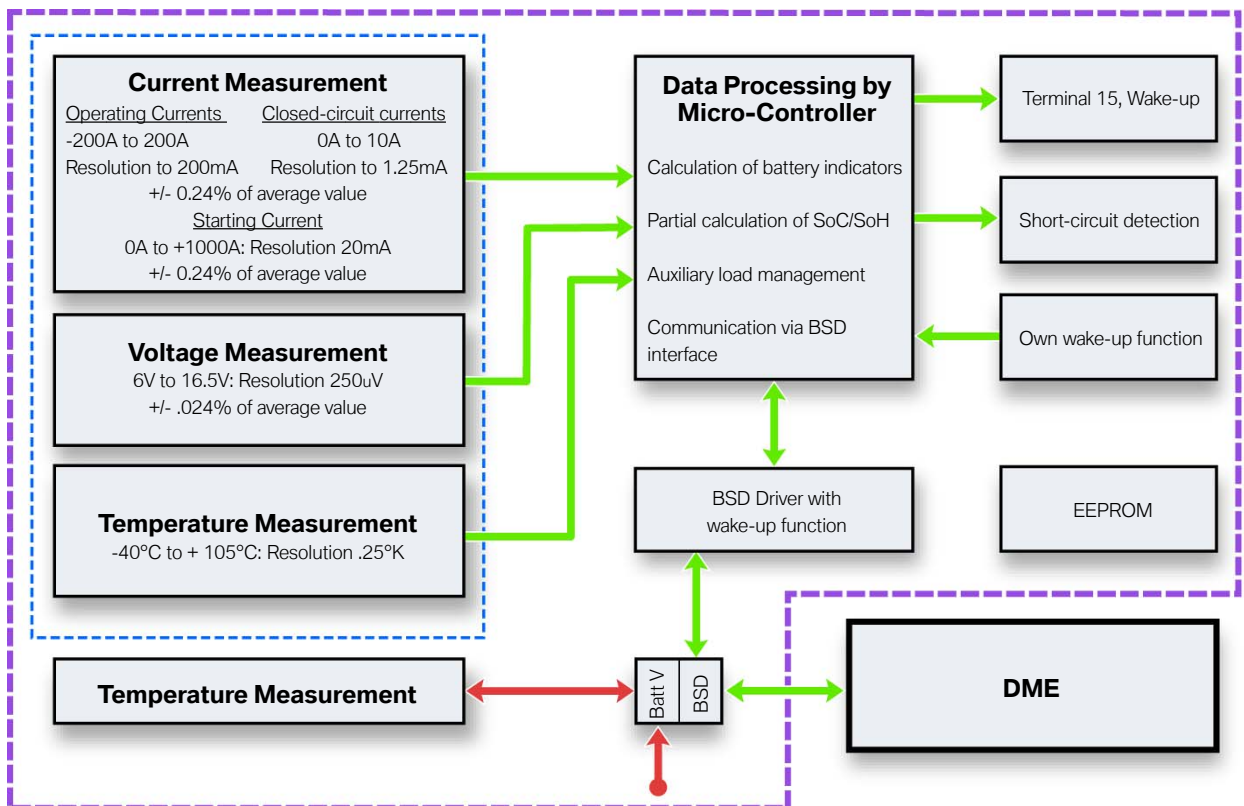 Current Measurement
Operating Currents
Closed-circuit currents
-200A to 200A
0A to 10A
Resolution to 200mA
Resolution to 1.25mA
+/- 0.24% of average value
Starting Current
0A to +1000A: Resolution 20mA
+/- 0.24% of average value
Voltage Measurement
6V to 16.5V: Resolution 250uV
+/- .024% of average value
Temperature Measurement
-40°C to + 105°C: Resolution .25°K
Temperature Measurement
Data Processing by
Micro-Controller
Calculation of battery indicators
Partial calculation of SoC/SoH
Auxiliary load management
Communication via BSD
interface
BSD Driver with
wake-up function
Batt V
BSD
Terminal 15, Wake-up
Short-circuit detection
Own wake-up function
EEPROM
DME